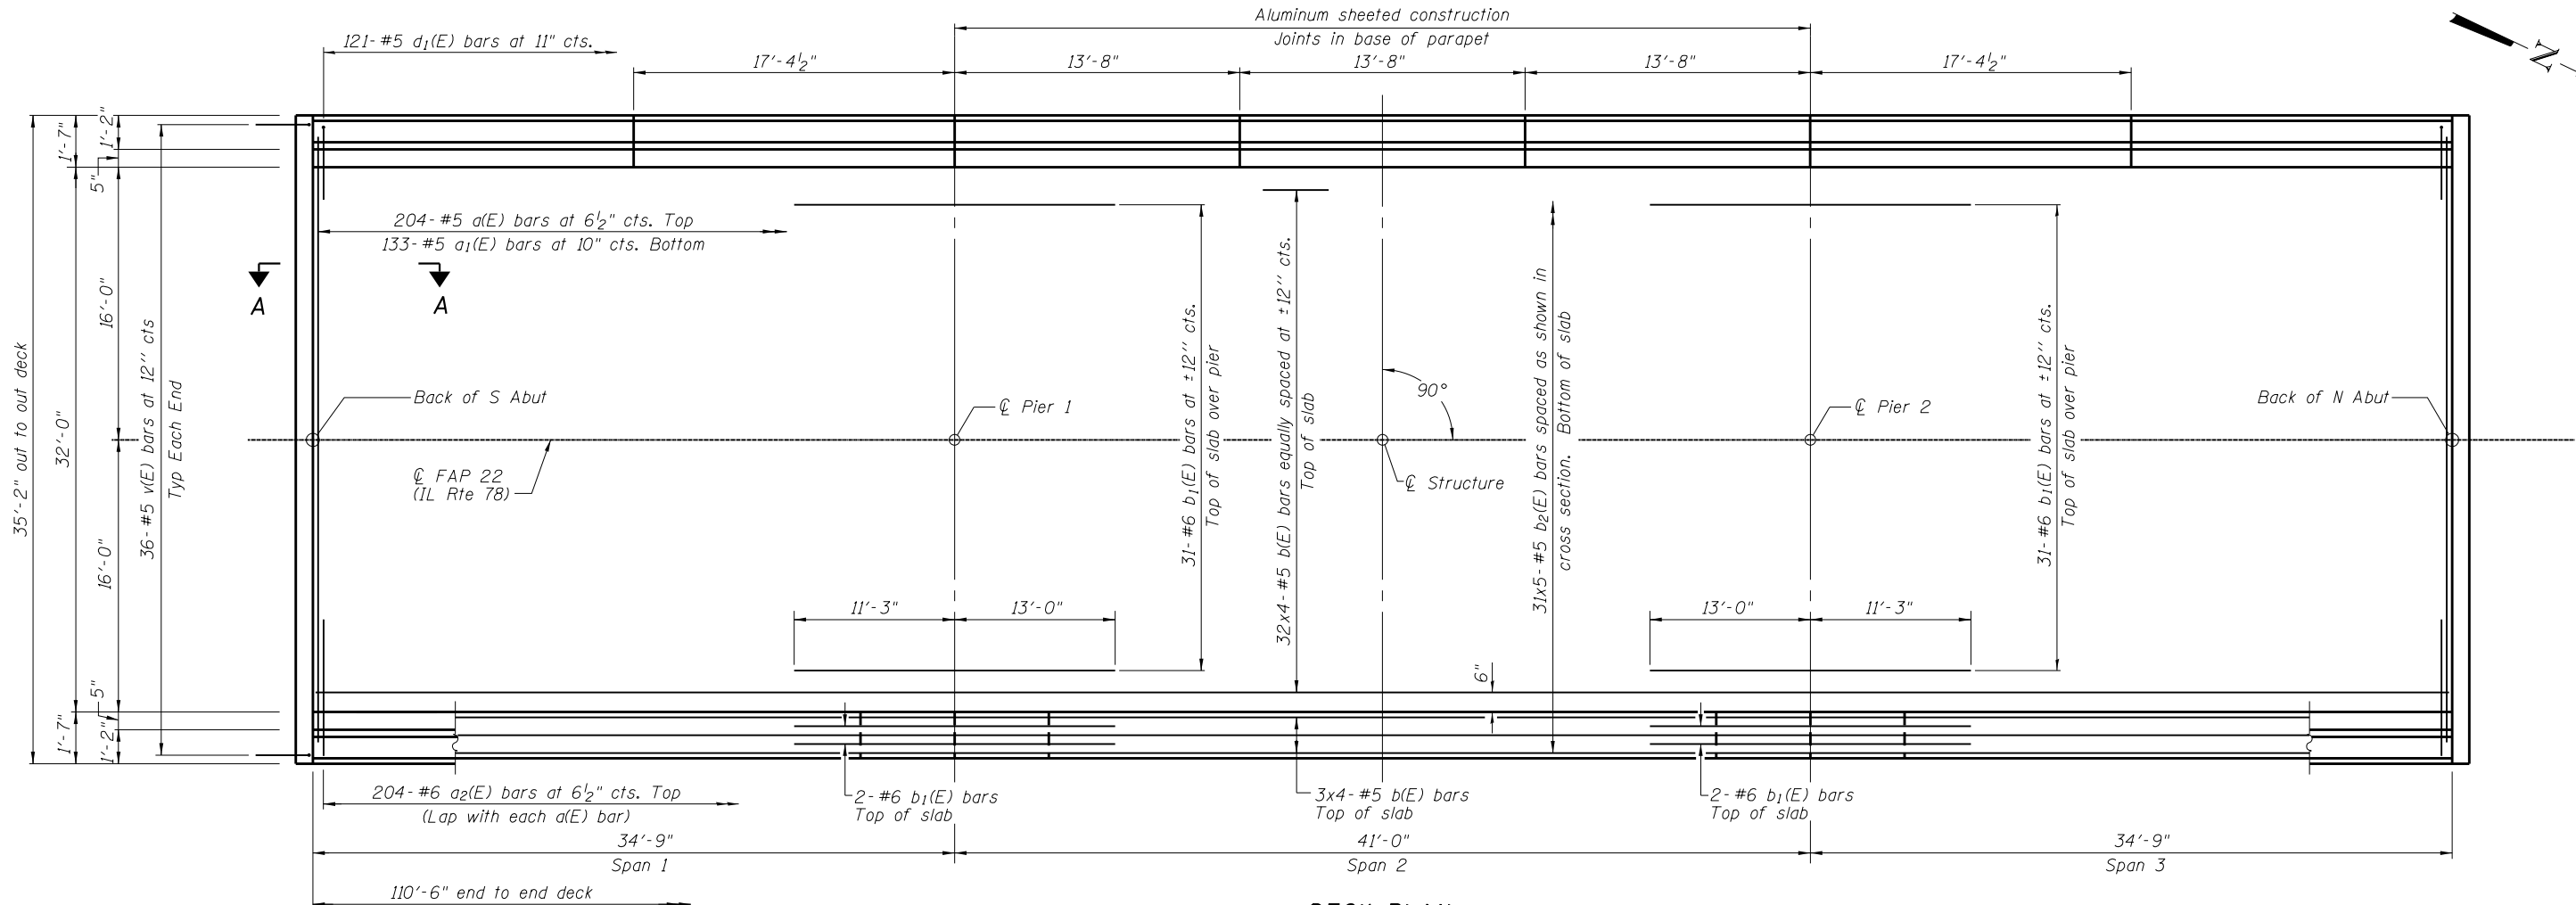 Aluminum sheeted construction
Joints in base of parapet
121-#5 d1(E) bars at 11" cts.
17'-4½"
13'-8"
13'-8"
13'-8"
17'-4½"
N
1'-7"
1'-2"
5"
204-#5 a(E) bars at 6½" cts. Top
133-#5 a1(E) bars at 10" cts. Bottom
A
A
35'-2" out to out deck
32'-0"
16'-0"
16'-0"
36-#5 v(E) bars at 12" cts
Typ Each End
Back of S Abut
℄ FAP 22
(IL Rte 78)
℄ Pier 1
31-#6 b1(E) bars at ±12" cts.
Top of slab over pier
32x4-#5 b(E) bars equally spaced at ±12" cts.
Top of slab
90°
℄ Structure
31x5-#5 b2(E) bars spaced as shown in
cross section. Bottom of slab
℄ Pier 2
31-#6 b1(E) bars at ±12" cts.
Top of slab over pier
Back of N Abut
11'-3"
13'-0"
13'-0"
11'-3"
6"
5"
1'-7"
1'-2"
204-#6 a2(E) bars at 6½" cts. Top
(Lap with each a(E) bar)
2-#6 b1(E) bars
Top of slab
3x4-#5 b(E) bars
Top of slab
2-#6 b1(E) bars
Top of slab
34'-9"
Span 1
41'-0"
Span 2
34'-9"
Span 3
110'-6" end to end deck
DECK PLAN